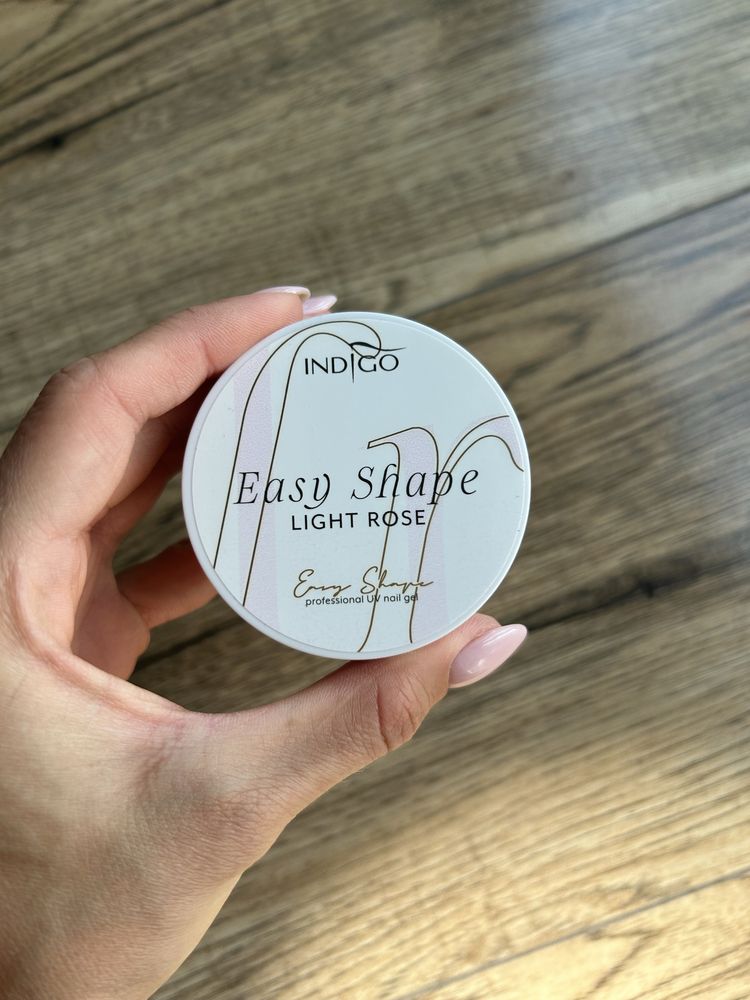 INDIGO
Easy Shape
LIGHT ROSE
Easy Shape
professional UV nail gel